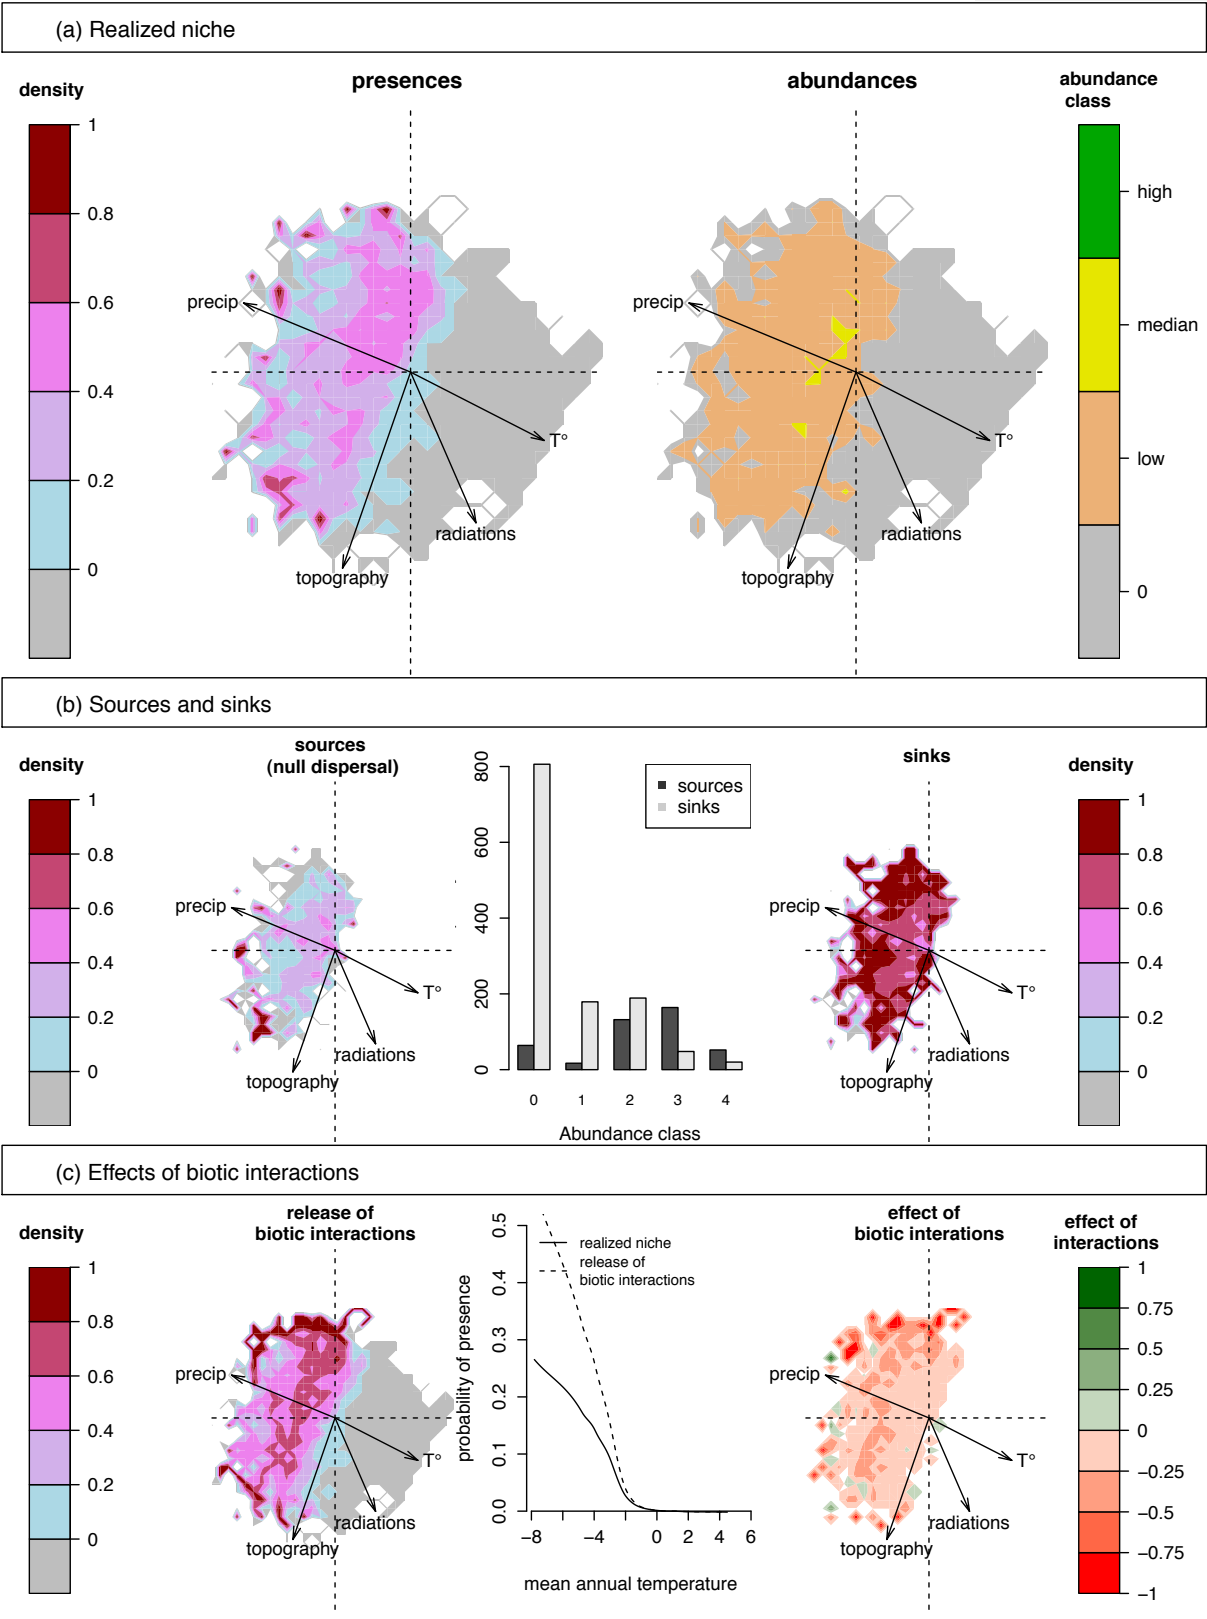 (a) Realized niche
density
presences
abundances
abundance
class
1
0.8
0.6
0.4
0.2
0
precip
T°
radiations
topography
precip
T°
radiations
topography
high
median
low
0
(b) Sources and sinks
density
1
0.8
0.6
0.4
0.2
0
sources
(null dispersal)
precip
T°
radiations
topography
800
600
400
200
0
sources
sinks
0 1 2 3 4
Abundance class
sinks
precip
T°
radiations
topography
density
1
0.8
0.6
0.4
0.2
0
(c) Effects of biotic interactions
density
1
0.8
0.6
0.4
0.2
0
release of
biotic interactions
precip
T°
radiations
topography
probability of presence
0.5
0.4
0.3
0.2
0.1
0.0
realized niche
release of
biotic interactions
−8 −4 0 2 4 6
mean annual temperature
effect of
biotic interations
precip
T°
radiations
topography
effect of
interactions
1
0.75
0.5
0.25
0
−0.25
−0.5
−0.75
−1